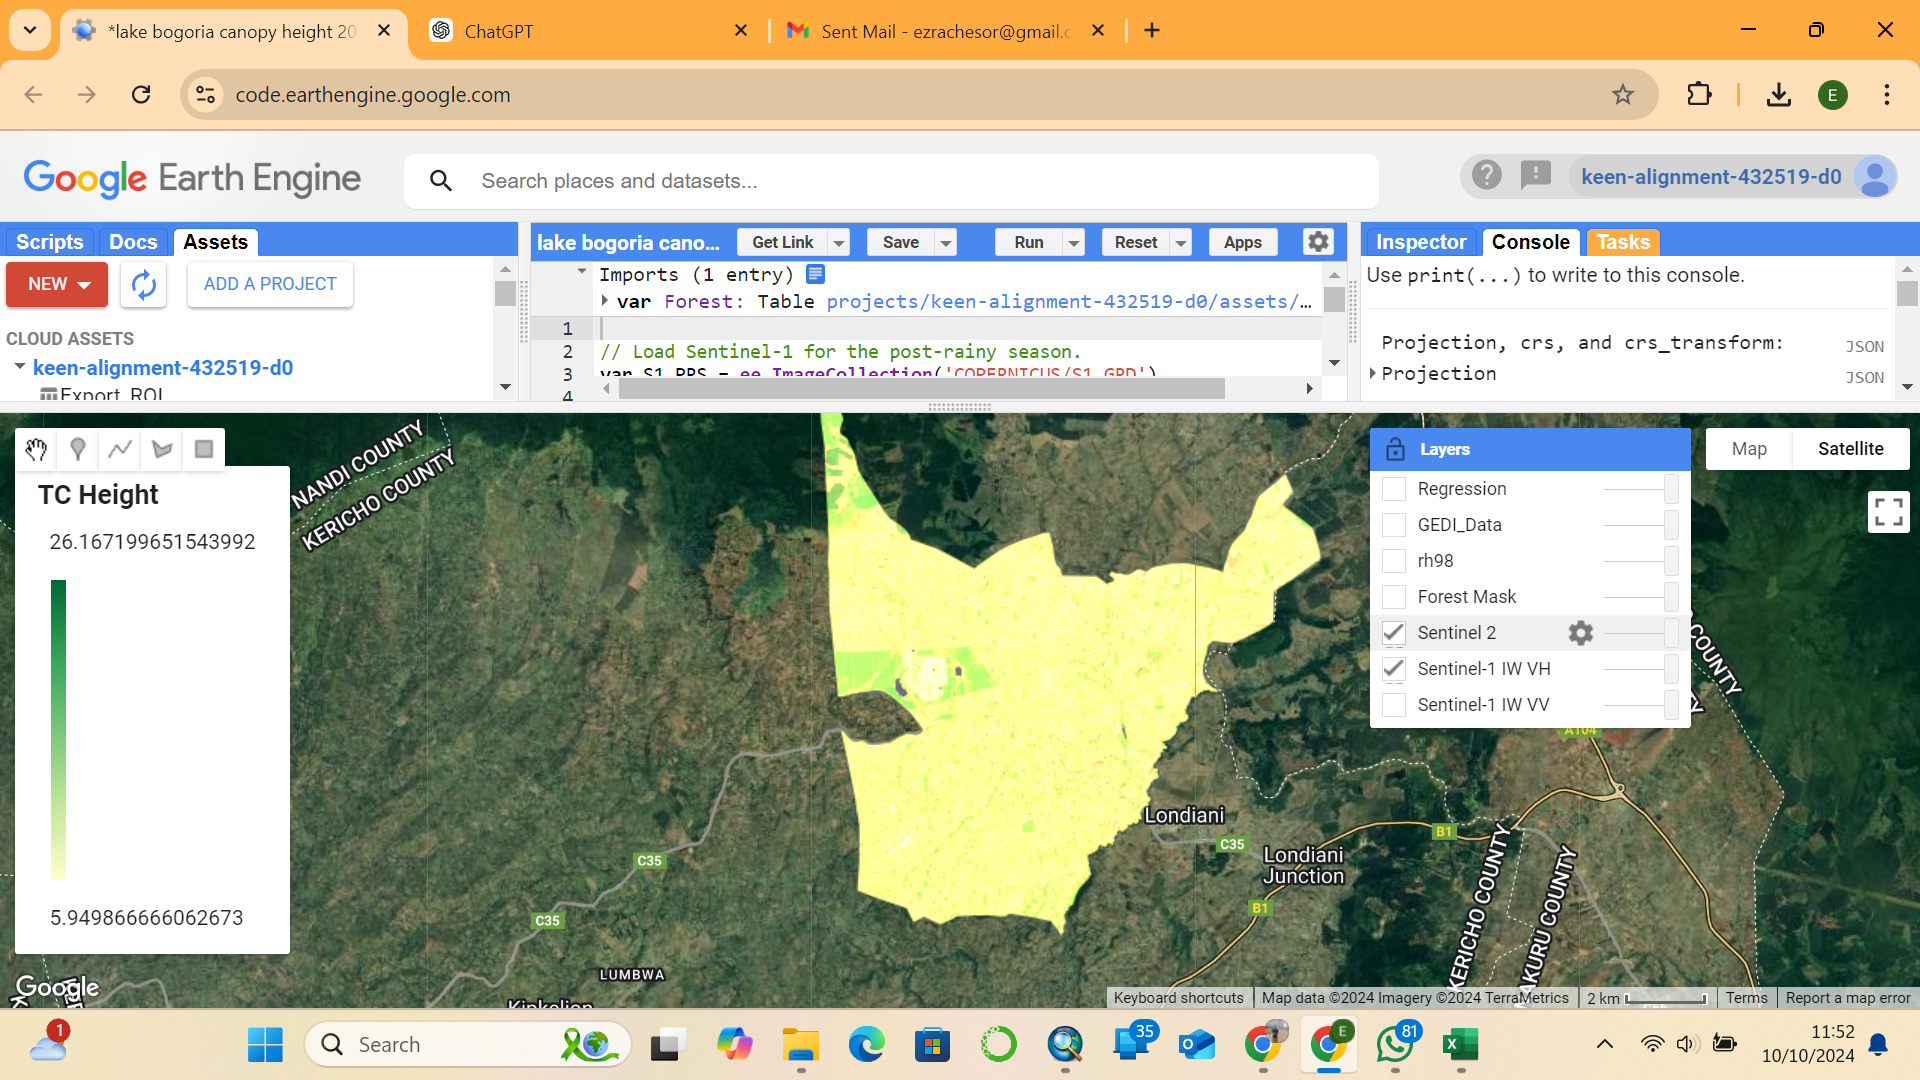 *lake bogoria canopy height 20
ChatGPT
Sent Mail - ezrachesor@gmail.c
code.earthengine.google.com
E
Google Earth Engine
Search places and datasets...
keen-alignment-432519-d0
Scripts
Docs
Assets
NEW
ADD A PROJECT
CLOUD ASSETS
keen-alignment-432519-d0
Export_ROI
lake bogoria cano...
Get Link
Save
Run
Reset
Apps
Imports (1 entry)
var Forest: Table projects/keen-alignment-432519-d0/assets/…
1
2 // Load Sentinel-1 for the post-rainy season.
3 var S1_PRS = ee.ImageCollection('COPERNICUS/S1_GRD')
4
Inspector
Console
Tasks
Use print(...) to write to this console.
Projection, crs, and crs_transform:
JSON
Projection
JSON
TC Height
26.167199651543992
5.949866666062673
NANDI COUNTY
KERICHO COUNTY
Layers
Regression
GEDI_Data
rh98
Forest Mask
Sentinel 2
Sentinel-1 IW VH
Sentinel-1 IW VV
Map
Satellite
COUNTY
A104
Londiani
C35
B1
Londiani
Junction
C35
B1
C35
KERICHO COUNTY
NAKURU COUNTY
LUMBWA
Kipkelion
Google
Keyboard shortcuts
Map data ©2024 Imagery ©2024 TerraMetrics
2 km
Terms
Report a map error
1
Search
35
E
81
11:52
10/10/2024